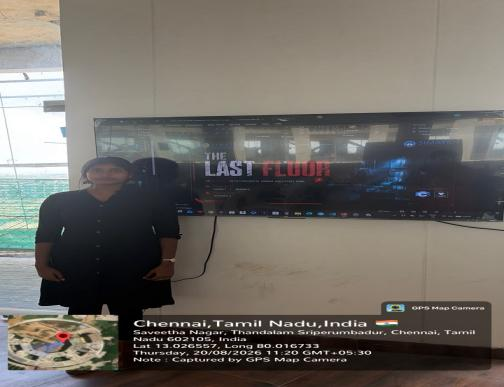 THE
LAST FLOOR
GPS Map Camera
Chennai,Tamil Nadu,India
Saveetha Nagar, Thandalam Sriperumbadur, Chennai, Tamil
Nadu 602105, India
Lat 13.026557, Long 80.016733
Thursday, 20/08/2026 11:20 GMT+05:30
Note : Captured by GPS Map Camera